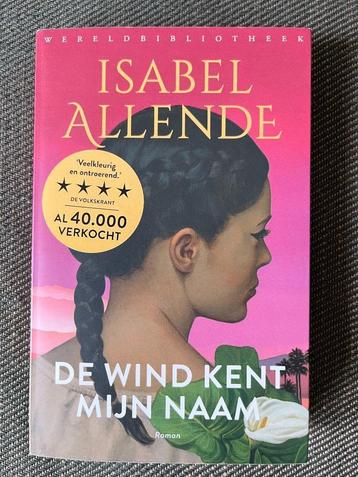 WERELDBIBLIOTHEEK
ISABEL
ALLENDE
'Veelkleurig
en ontroerend.'
★★★★
DE VOLKSKRANT
AL 40.000
VERKOCHT
DE WIND KENT
MIJN NAAM
Roman